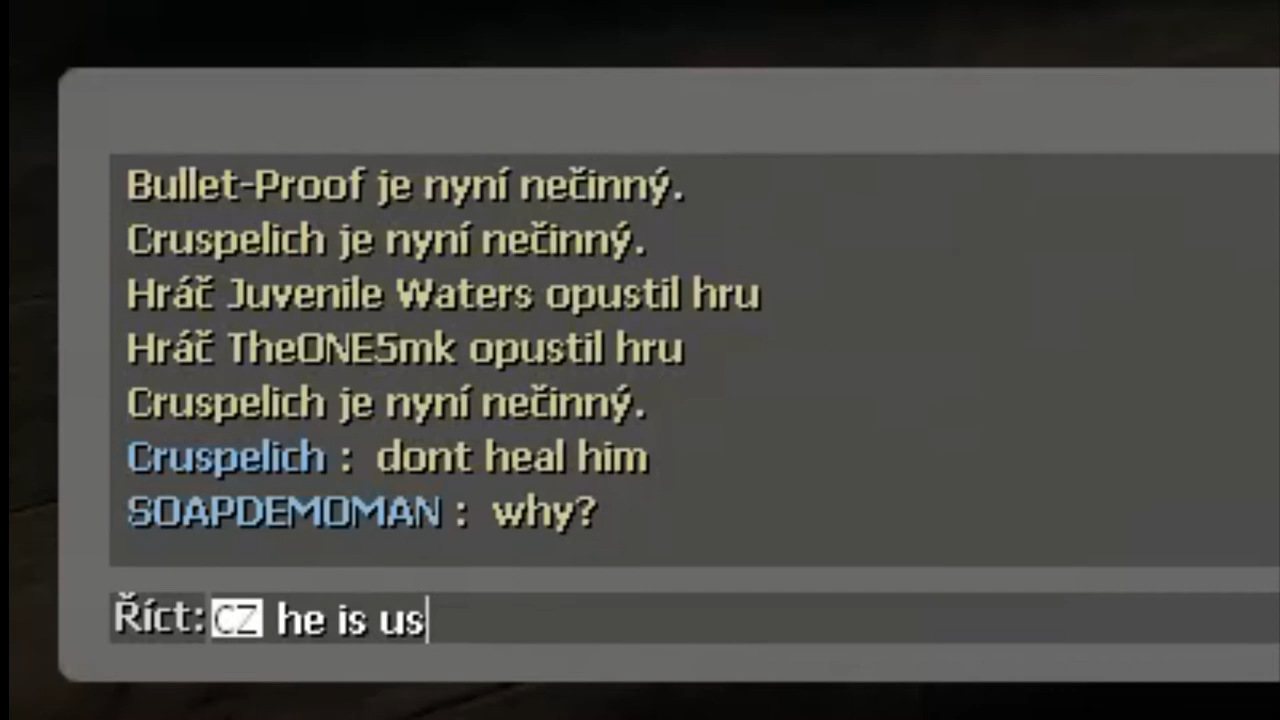 Bullet-Proof je nyní nečinný.
Cruspelich je nyní nečinný.
Hráč Juvenile Waters opustil hru
Hráč TheONE5mk opustil hru
Cruspelich je nyní nečinný.
Cruspelich : dont heal him
SOAPDEMOMAN : why?
Říct: CZ he is us